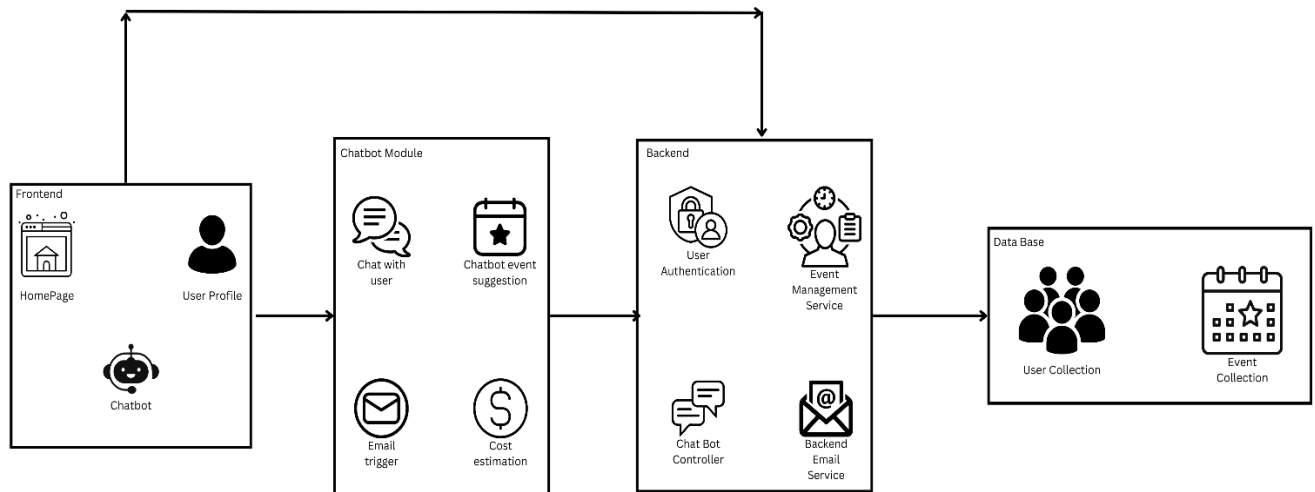 Frontend
HomePage
User Profile
Chatbot
Chatbot Module
Chat with
user
Chatbot event
suggestion
Email
trigger
Cost
estimation
Backend
User
Authentication
Event
Management
Service
Chat Bot
Controller
@
Backend
Email
Service
Data Base
User Collection
Event
Collection